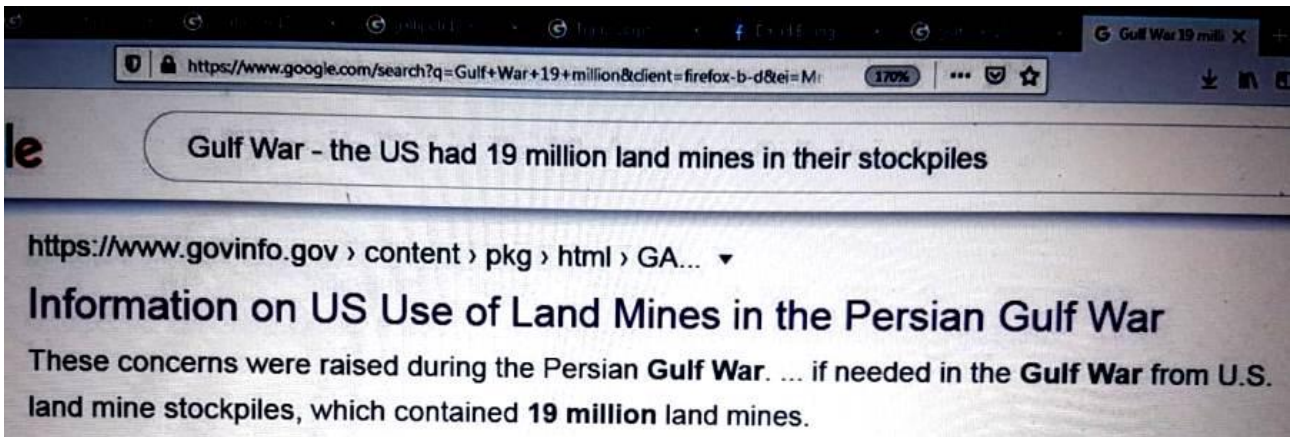 Gulf War 19 milli
https://www.google.com/search?q=Gulf+War+19+million&client=firefox-b-d&ei=M
170%
le
Gulf War - the US had 19 million land mines in their stockpiles
https://www.govinfo.gov › content › pkg › html › GA...
Information on US Use of Land Mines in the Persian Gulf War
These concerns were raised during the Persian Gulf War. ... if needed in the Gulf War from U.S.
land mine stockpiles, which contained 19 million land mines.